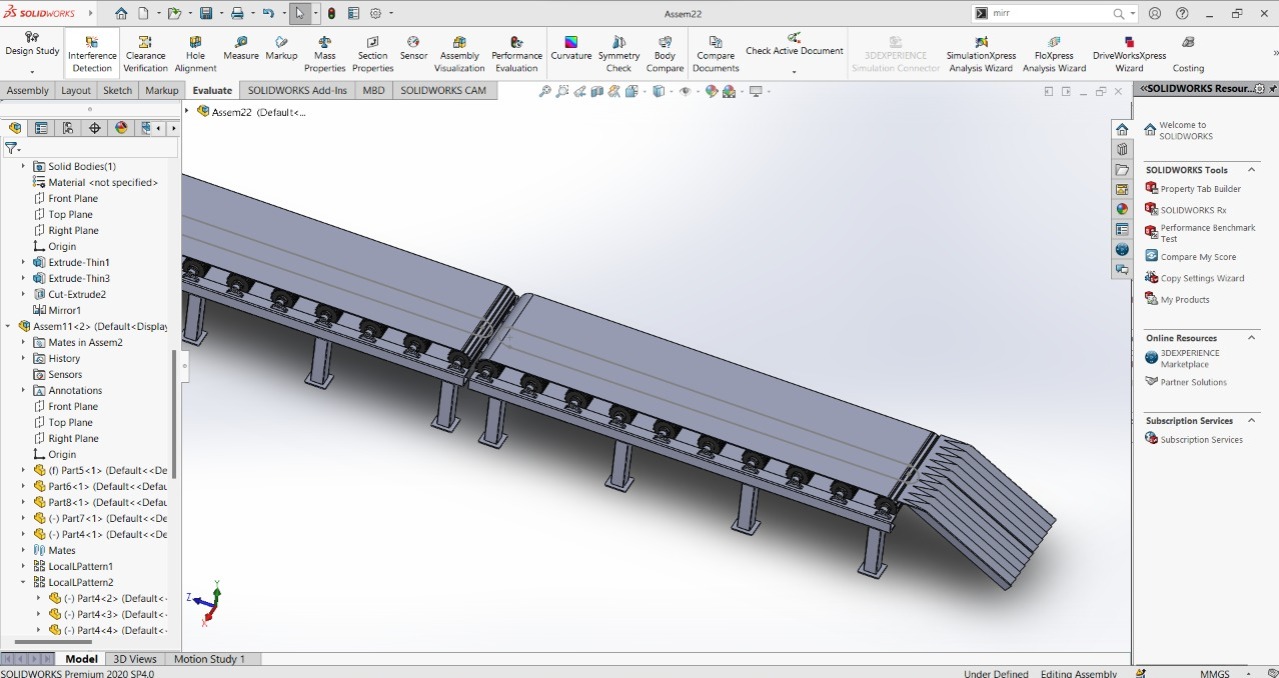 SOLIDWORKS
Assem22
mirr
Design Study
Interference
Detection
Clearance
Verification
Hole
Alignment
Measure
Markup
Mass
Properties
Section
Properties
Sensor
Assembly
Visualization
Performance
Evaluation
Curvature
Symmetry
Check
Body
Compare
Compare
Documents
Check Active Document
3DEXPERIENCE
Simulation Connector
SimulationXpress
Analysis Wizard
FloXpress
Analysis Wizard
DriveWorksXpress
Wizard
Costing
Assembly
Layout
Sketch
Markup
Evaluate
SOLIDWORKS Add-Ins
MBD
SOLIDWORKS CAM
Assem22 (Default<...
Solid Bodies(1)
Material <not specified>
Front Plane
Top Plane
Right Plane
Origin
Extrude-Thin1
Extrude-Thin3
Cut-Extrude2
Mirror1
Assem11<2> (Default<Display
Mates in Assem2
History
Sensors
Annotations
Front Plane
Top Plane
Right Plane
Origin
(f) Part5<1> (Default<<De
Part6<1> (Default<<Defau
Part8<1> (Default<<Defau
(-) Part7<1> (Default<<De
(-) Part4<1> (Default<<De
Mates
LocalLPattern1
LocalLPattern2
(-) Part4<2> (Default<
(-) Part4<3> (Default<
(-) Part4<4> (Default<
Y
Z
X
SOLIDWORKS Resour...
Welcome to
SOLIDWORKS
SOLIDWORKS Tools
Property Tab Builder
SOLIDWORKS Rx
Performance Benchmark
Test
Compare My Score
Copy Settings Wizard
My Products
Online Resources
3DEXPERIENCE
Marketplace
Partner Solutions
Subscription Services
Subscription Services
Model
3D Views
Motion Study 1
SOLIDWORKS Premium 2020 SP4.0
Under Defined
Editing Assembly
MMGS